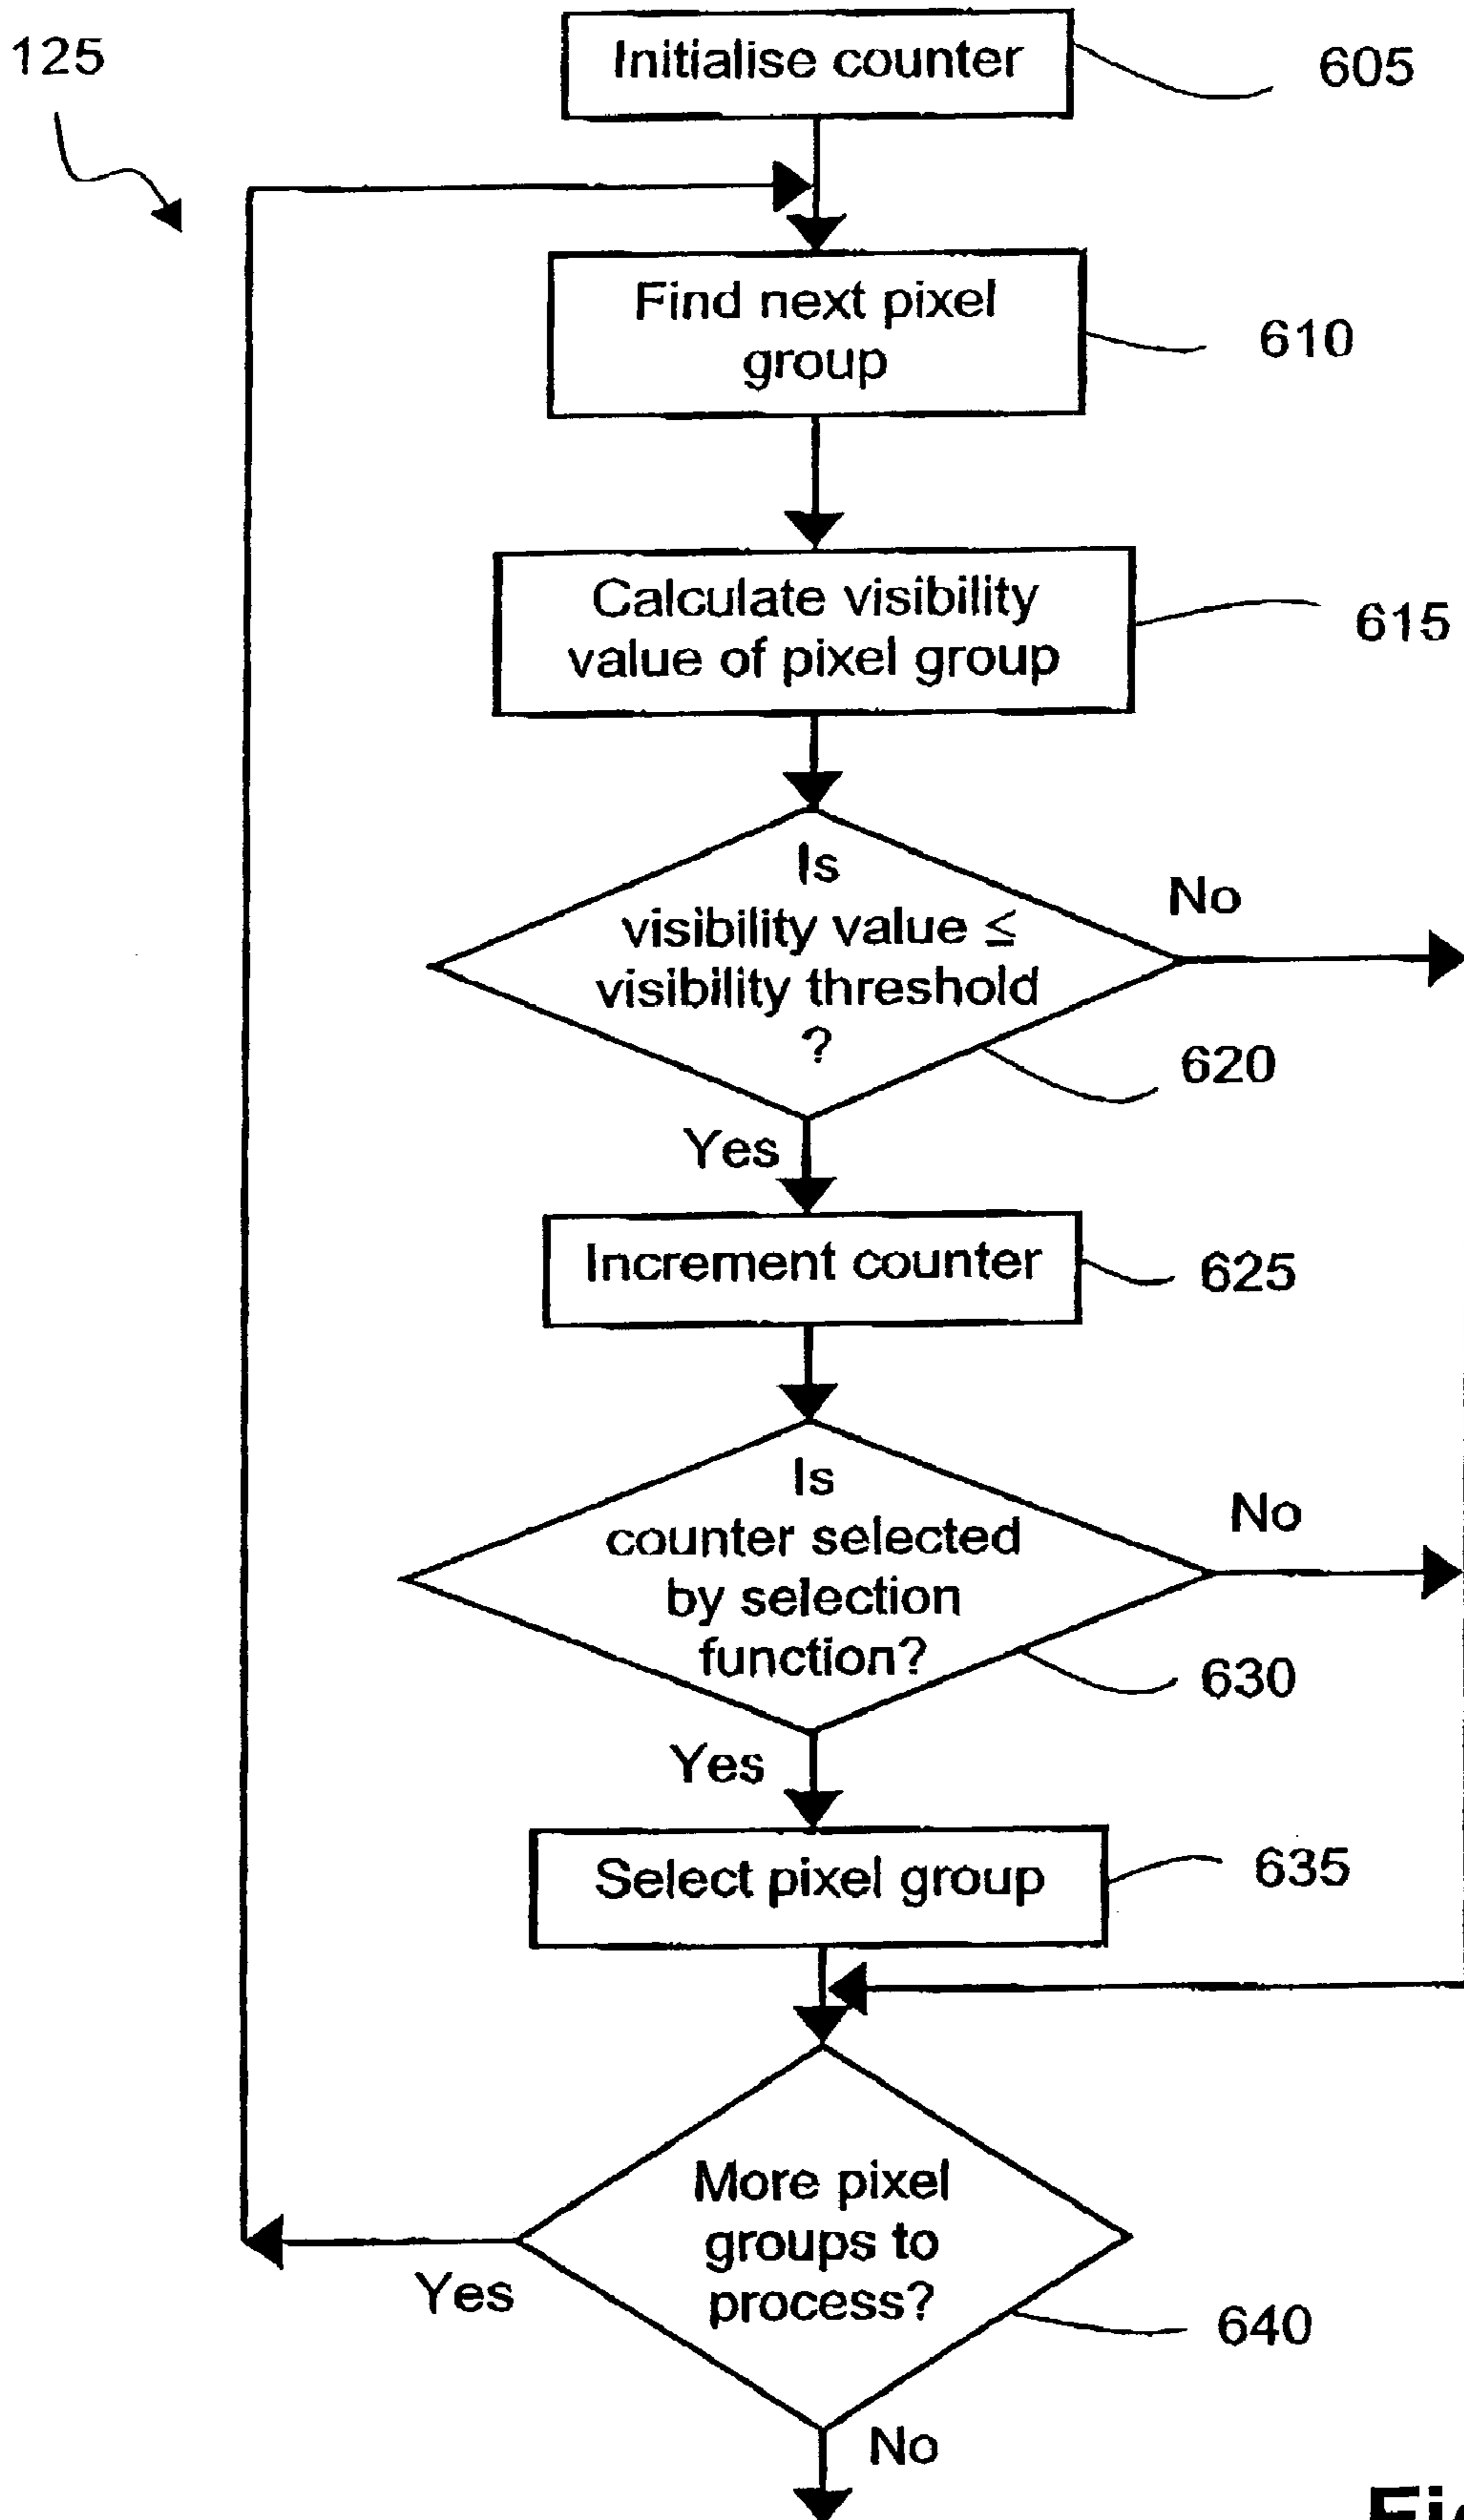 125
Initialise counter
605
Find next pixel
group
610
Calculate visibility
value of pixel group
615
Is
visibility value ≤
visibility threshold
?
No
620
Yes
Increment counter
625
Is
counter selected
by selection
function?
No
630
Yes
Select pixel group
635
More pixel
groups to
process?
Yes
640
No